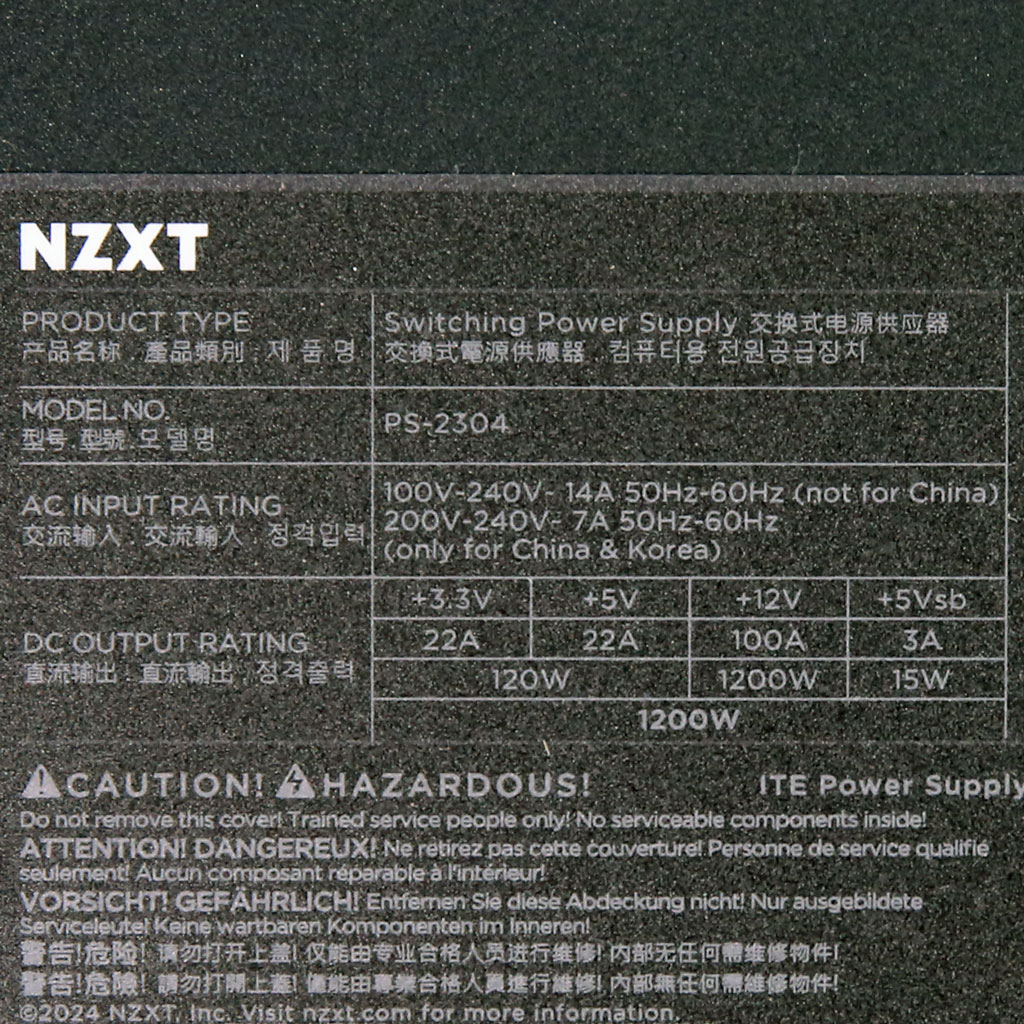 NZXT
PRODUCT TYPE
产品名称 . 產品類別 . 제 품 명
Switching Power Supply 交換式电源供应器
交換式電源供應器 . 컴퓨터용 전원공급장치
MODEL NO.
型号 . 型號 . 모 델 명
PS-2304
AC INPUT RATING
交流输入 . 交流輸入 . 정격입력
100V-240V~ 14A 50Hz-60Hz (not for China)
200V-240V~ 7A 50Hz-60Hz
(only for China & Korea)
DC OUTPUT RATING
直流输出 . 直流輸出 . 정격출력
+3.3V +5V +12V +5Vsb
22A 22A 100A 3A
120W 1200W 15W
1200W
CAUTION! HAZARDOUS! ITE Power Supply
Do not remove this cover! Trained service people only! No serviceable components inside!
ATTENTION! DANGEREUX! Ne retirez pas cette couverture! Personne de service qualifié
seulement! Aucun composant réparable à l'intérieur!
VORSICHT! GEFÄHRLICH! Entfernen Sie diese Abdeckung nicht! Nur ausgebildete
Serviceleute! Keine wartbaren Komponenten im Inneren!
警告!危险! 请勿打开上盖! 仅能由专业合格人员进行维修! 内部无任何需维修物件!
警告!危險! 請勿打開上蓋! 僅能由專業合格人員進行維修! 內部無任何需維修物件!
©2024 NZXT, Inc. Visit nzxt.com for more information.